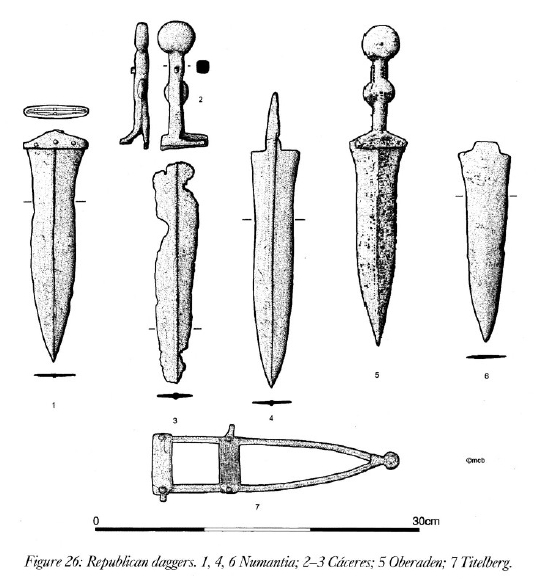 2
1
3
4
5
6
©mcb
7
0 30cm
Figure 26: Republican daggers. 1, 4, 6 Numantia; 2–3 Cáceres; 5 Oberaden; 7 Titelberg.